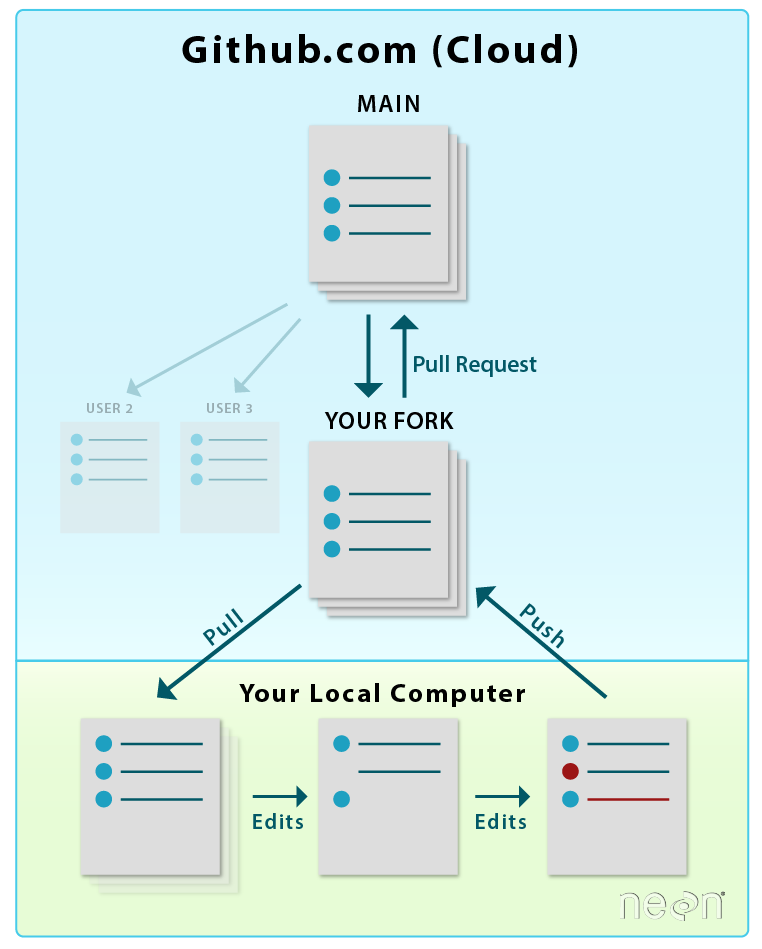 Github.com (Cloud)
MAIN
Pull Request
USER 2
USER 3
YOUR FORK
Pull
Push
Your Local Computer
Edits
Edits
neon